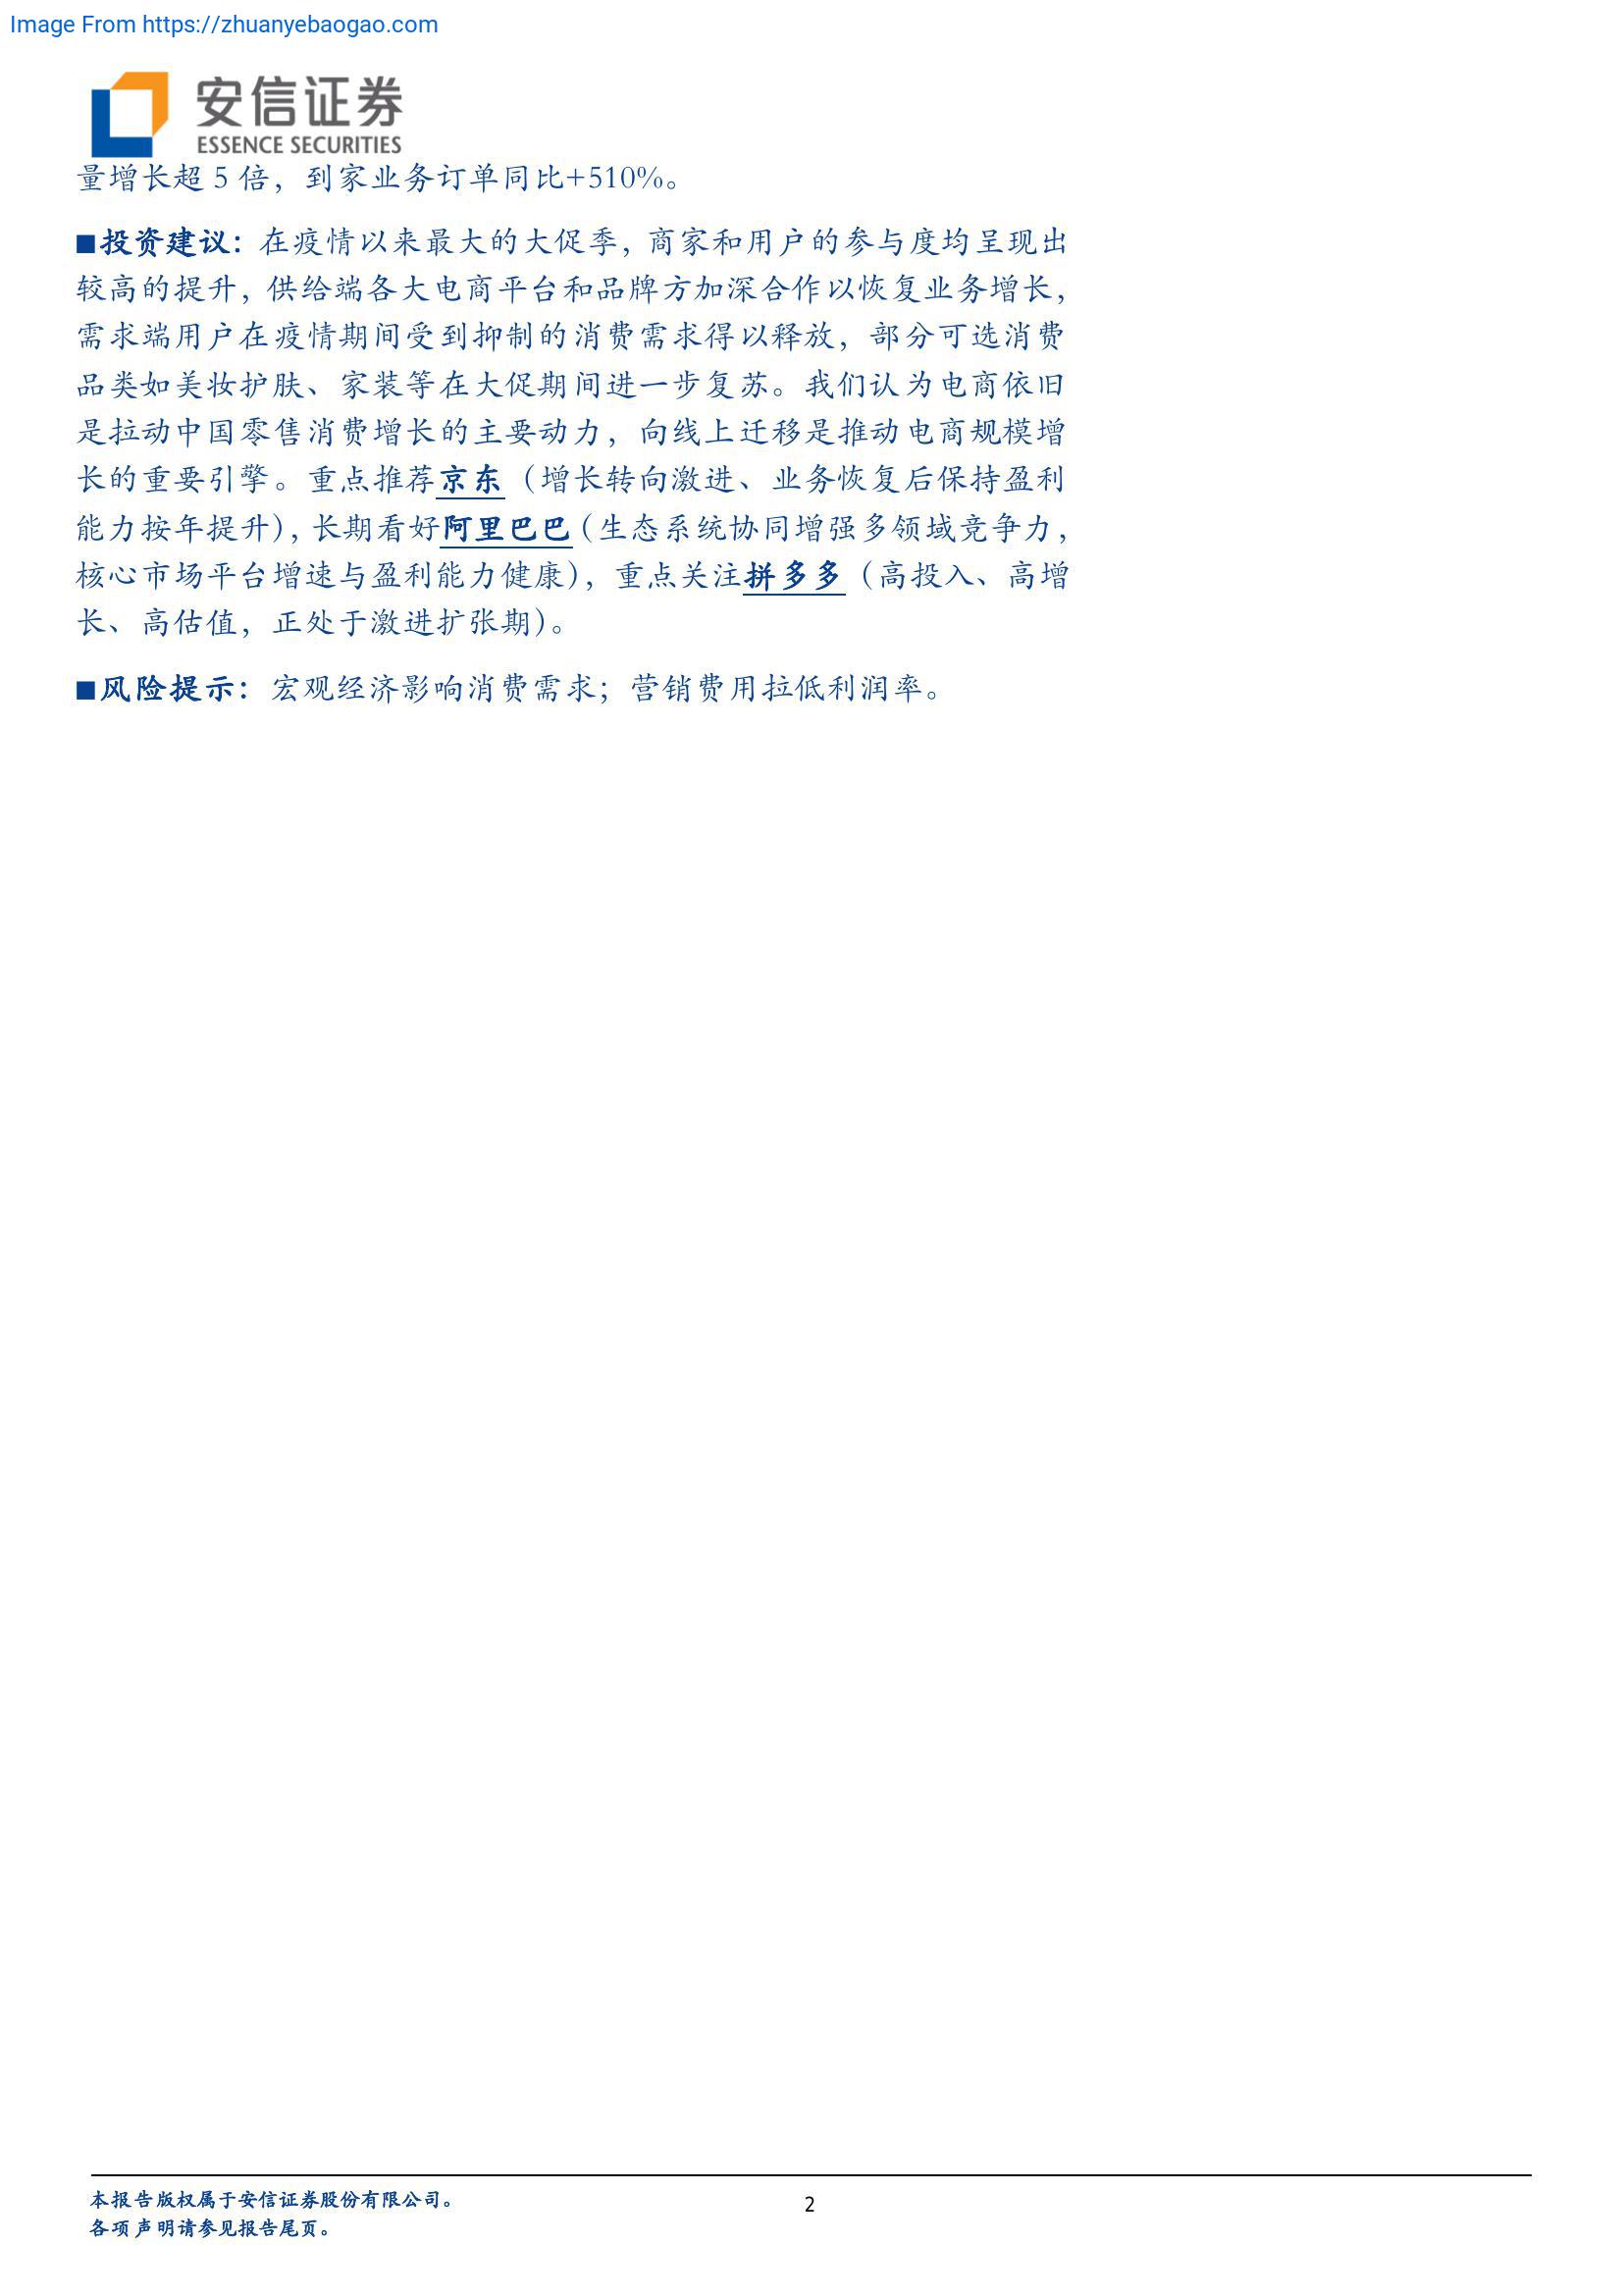 Image From https://zhuanyebaogao.com
安信证券
ESSENCE SECURITIES
量增长超 5 倍，到家业务订单同比+510%。
■投资建议：在疫情以来最大的大促季，商家和用户的参与度均呈现出
较高的提升，供给端各大电商平台和品牌方加深合作以恢复业务增长，
需求端用户在疫情期间受到抑制的消费需求得以释放，部分可选消费
品类如美妆护肤、家装等在大促期间进一步复苏。我们认为电商依旧
是拉动中国零售消费增长的主要动力，向线上迁移是推动电商规模增
长的重要引擎。重点推荐京东（增长转向激进、业务恢复后保持盈利
能力按年提升），长期看好阿里巴巴（生态系统协同增强多领域竞争力，
核心市场平台增速与盈利能力健康），重点关注拼多多（高投入、高增
长、高估值，正处于激进扩张期）。
■风险提示：宏观经济影响消费需求；营销费用拉低利润率。
本报告版权属于安信证券股份有限公司。
各项声明请参见报告尾页。
2